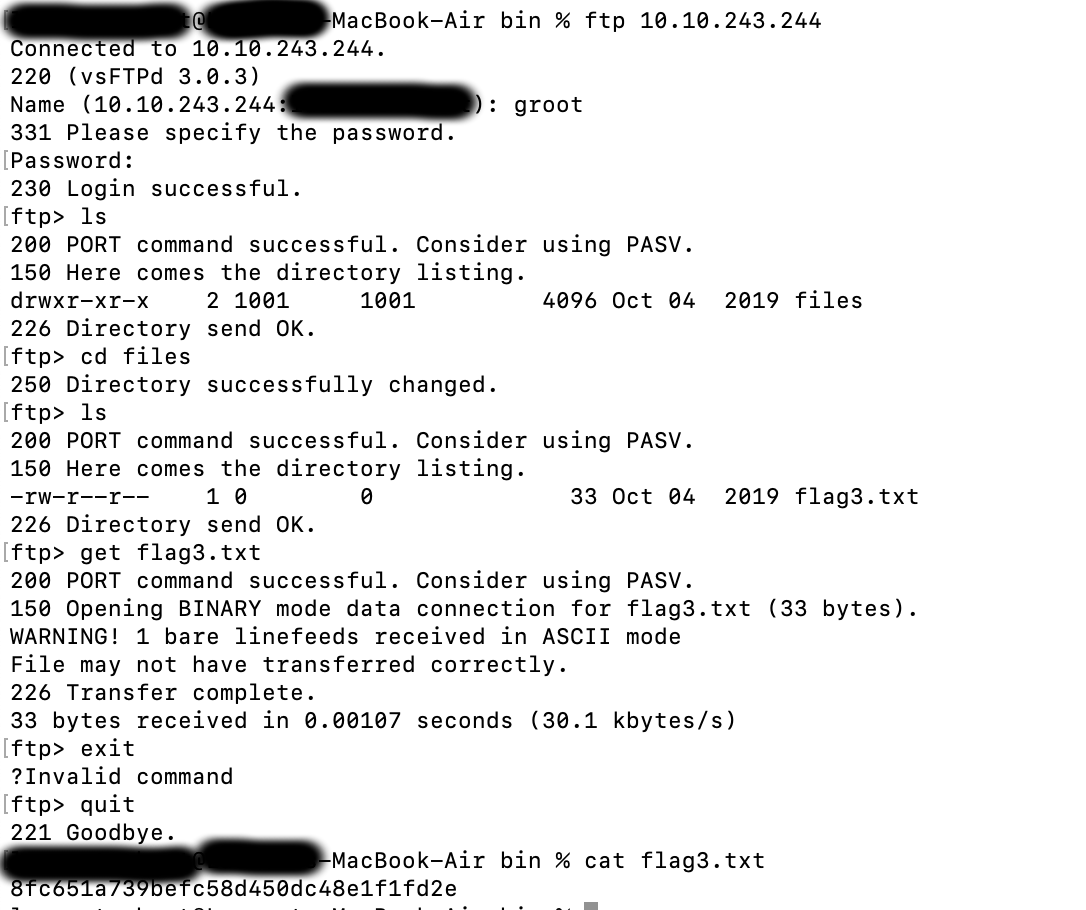 @-MacBook-Air bin % ftp 10.10.243.244
Connected to 10.10.243.244.
220 (vsFTPd 3.0.3)
Name (10.10.243.244:): groot
331 Please specify the password.
[Password:
230 Login successful.
[ftp> ls
200 PORT command successful. Consider using PASV.
150 Here comes the directory listing.
drwxr-xr-x    2 1001     1001         4096 Oct 04  2019 files
226 Directory send OK.
[ftp> cd files
250 Directory successfully changed.
[ftp> ls
200 PORT command successful. Consider using PASV.
150 Here comes the directory listing.
-rw-r--r--    1 0        0              33 Oct 04  2019 flag3.txt
226 Directory send OK.
[ftp> get flag3.txt
200 PORT command successful. Consider using PASV.
150 Opening BINARY mode data connection for flag3.txt (33 bytes).
WARNING! 1 bare linefeeds received in ASCII mode
File may not have transferred correctly.
226 Transfer complete.
33 bytes received in 0.00107 seconds (30.1 kbytes/s)
[ftp> exit
?Invalid command
[ftp> quit
221 Goodbye.
-MacBook-Air bin % cat flag3.txt
8fc651a739befc58d450dc48e1f1fd2e